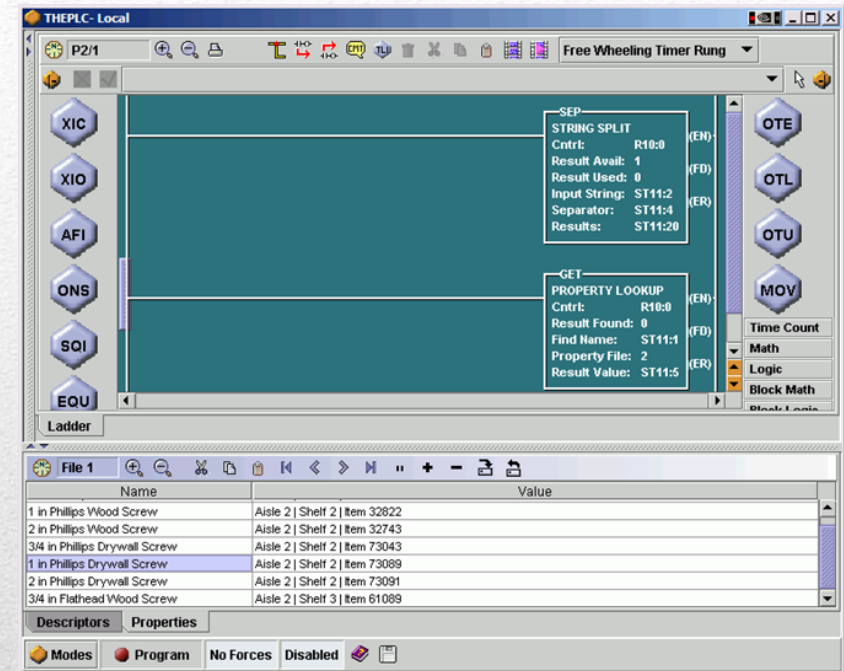 THEPLC- Local
P2/1
CMT
TLU
Free Wheeling Timer Rung
XIC
XIO
AFI
ONS
SQI
EQU
SEP
STRING SPLIT
Cntrl: R10:0
Result Avail: 1
Result Used: 0
Input String: ST11:2
Separator: ST11:4
Results: ST11:20
(EN)
(FD)
(ER)
GET
PROPERTY LOOKUP
Cntrl: R10:0
Result Found: 0
Find Name: ST11:1
Property File: 2
Result Value: ST11:5
(EN)
(FD)
(ER)
OTE
OTL
OTU
MOV
Time Count
Math
Logic
Block Math
Block Logic
Ladder
File 1
Name Value
1 in Phillips Wood Screw Aisle 2 | Shelf 2 | Item 32822
2 in Phillips Wood Screw Aisle 2 | Shelf 2 | Item 32743
3/4 in Phillips Drywall Screw Aisle 2 | Shelf 2 | Item 73043
1 in Phillips Drywall Screw Aisle 2 | Shelf 2 | Item 73089
2 in Phillips Drywall Screw Aisle 2 | Shelf 2 | Item 73091
3/4 in Flathead Wood Screw Aisle 2 | Shelf 3 | Item 61089
Descriptors Properties
Modes Program No Forces Disabled